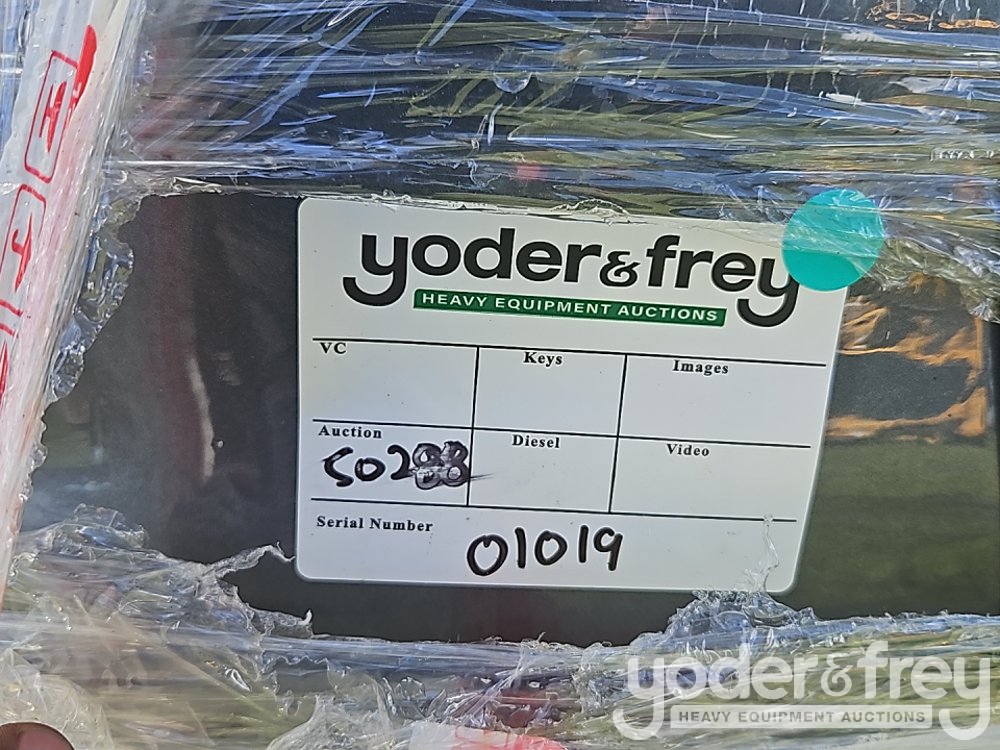 yoder&frey
HEAVY EQUIPMENT AUCTIONS
VC Keys Images
Auction Diesel Video
Serial Number
01019
yoder&frey
HEAVY EQUIPMENT AUCTIONS